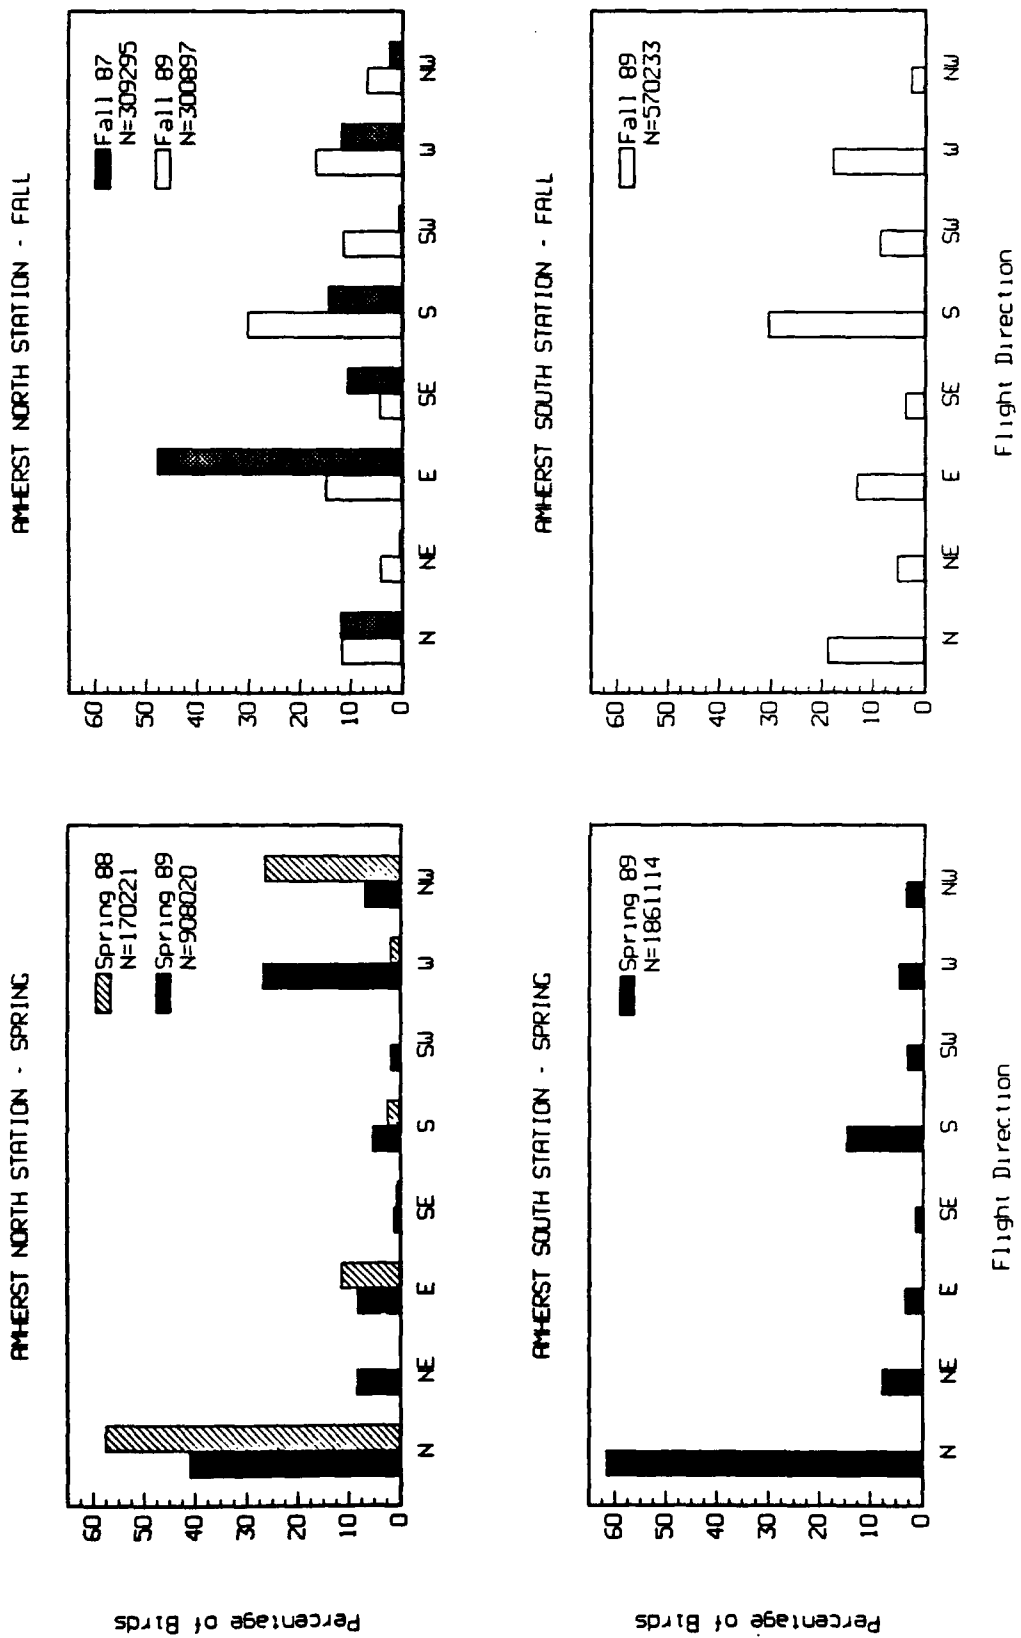 AMHERST NORTH STATION - SPRING
Percentage of Birds
60
50
40
30
20
10
0
N NE E SE S SW W NW
Spring 88
N=170221
Spring 89
N=908020
AMHERST NORTH STATION - FALL
60
50
40
30
20
10
0
N NE E SE S SW W NW
Fall 87
N=309295
Fall 89
N=300897
AMHERST SOUTH STATION - SPRING
Percentage of Birds
60
50
40
30
20
10
0
N NE E SE S SW W NW
Spring 89
N=1861114
Flight Direction
AMHERST SOUTH STATION - FALL
60
50
40
30
20
10
0
N NE E SE S SW W NW
Fall 89
N=570233
Flight Direction